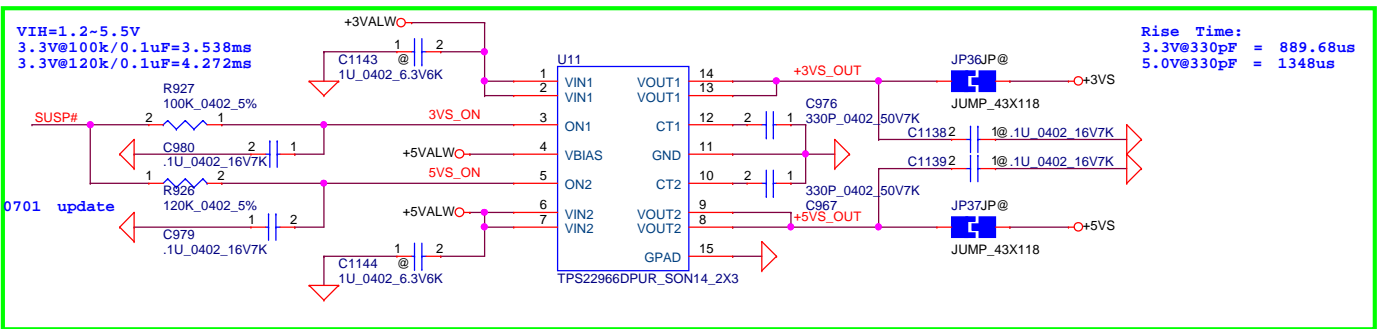 VIH=1.2~5.5V
3.3V@100k/0.1uF=3.538ms
3.3V@120k/0.1uF=4.272ms
+3VALW
1 2
C1143 @
1U_0402_6.3V6K
U11
Rise Time:
3.3V@330pF = 889.68us
5.0V@330pF = 1348us
1 VIN1
2 VIN1
VOUT1 14
VOUT1 13
+3VS_OUT
JP36JP@
+3VS
JUMP_43X118
R927
100K_0402_5%
SUSP#
2 1
3VS_ON
3 ON1
CT1 12
2 1
C976
330P_0402_50V7K
C1138 2 1@ .1U_0402_16V7K
C980
.1U_0402_16V7K
2 1
+5VALW
4 VBIAS
GND 11
C1139 2 1@ .1U_0402_16V7K
1 2
R926
120K_0402_5%
5VS_ON
5 ON2
CT2 10
2 1
330P_0402_50V7K
C967
0701 update
+5VALW
6 VIN2
7 VIN2
VOUT2 9
VOUT2 8
+5VS_OUT
JP37JP@
+5VS
JUMP_43X118
1 2
C979
.1U_0402_16V7K
1 2
C1144 @
1U_0402_6.3V6K
GPAD 15
TPS22966DPUR_SON14_2X3